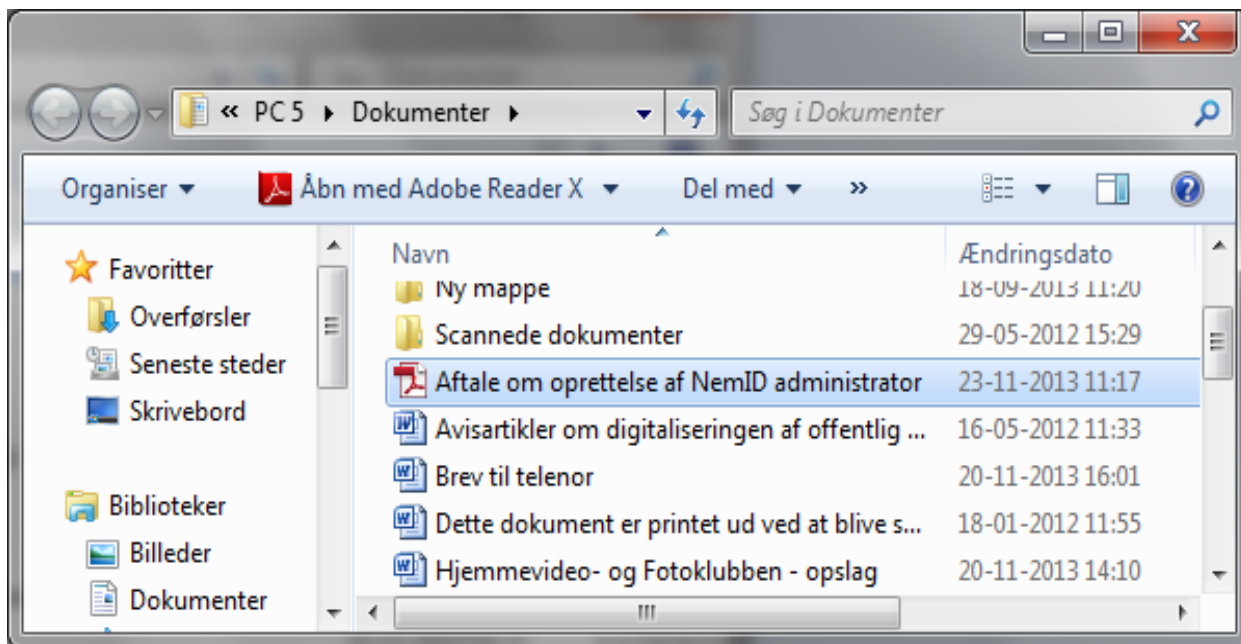 « PC 5 ▸ Dokumenter ▸ Søg i Dokumenter
Organiser Åbn med Adobe Reader X Del med »
Favoritter
Overførsler
Seneste steder
Skrivebord
Biblioteker
Billeder
Dokumenter
Navn Ændringsdato
Ny mappe 18-09-2013 11:20
Scannede dokumenter 29-05-2012 15:29
Aftale om oprettelse af NemID administrator 23-11-2013 11:17
Avisartikler om digitaliseringen af offentlig ... 16-05-2012 11:33
Brev til telenor 20-11-2013 16:01
Dette dokument er printet ud ved at blive s... 18-01-2012 11:55
Hjemmevideo- og Fotoklubben - opslag 20-11-2013 14:10